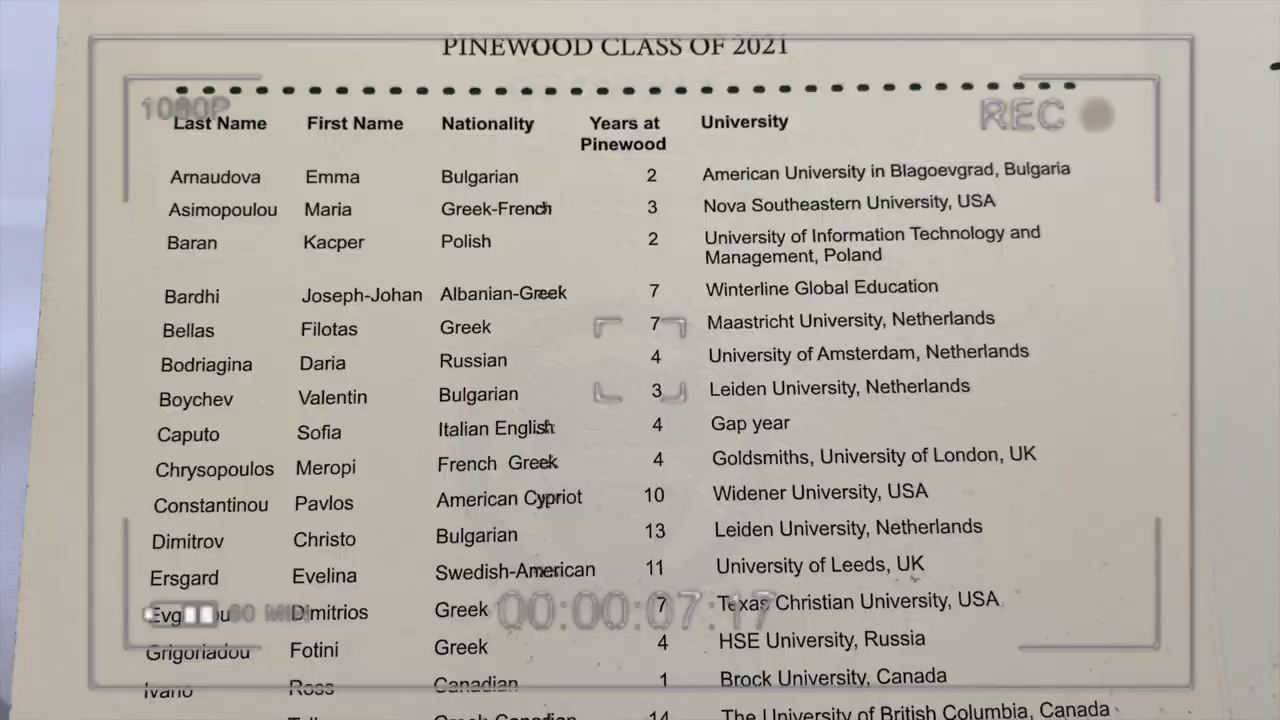 PINEWOOD CLASS OF 2021
1080P
REC
Last Name First Name Nationality Years at Pinewood University
Arnaudova Emma Bulgarian 2 American University in Blagoevgrad, Bulgaria
Asimopoulou Maria Greek-French 3 Nova Southeastern University, USA
Baran Kacper Polish 2 University of Information Technology and
Management, Poland
Bardhi Joseph-Johan Albanian-Greek 7 Winterline Global Education
Bellas Filotas Greek 7 Maastricht University, Netherlands
Bodriagina Daria Russian 4 University of Amsterdam, Netherlands
Boychev Valentin Bulgarian 3 Leiden University, Netherlands
Caputo Sofia Italian English 4 Gap year
Chrysopoulos Meropi French Greek 4 Goldsmiths, University of London, UK
Constantinou Pavlos American Cypriot 10 Widener University, USA
Dimitrov Christo Bulgarian 13 Leiden University, Netherlands
Ersgard Evelina Swedish-American 11 University of Leeds, UK
Dimitrios Greek 7 Texas Christian University, USA
00:00:07:17
Grigoriadou Fotini Greek 4 HSE University, Russia
Ross Canadian 1 Brock University, Canada
14 The University of British Columbia, Canada